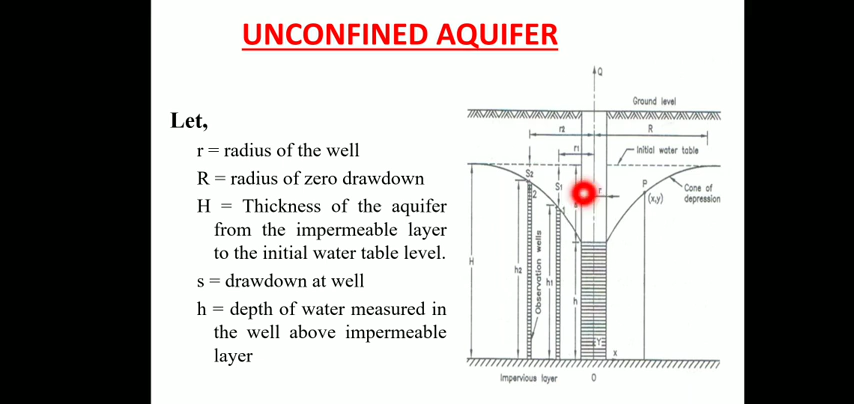 UNCONFINED AQUIFER
Let,
r = radius of the well
R = radius of zero drawdown
H = Thickness of the aquifer
from the impermeable layer
to the initial water table level.
s = drawdown at well
h = depth of water measured in
the well above impermeable
layer
Q
Ground level
r2
R
r1
Initial water table
S2
S1
r
P
(x,y)
Cone of
depression
2
1
H
h2
Observation wells
h1
h
Y
x
Impervious layer
O